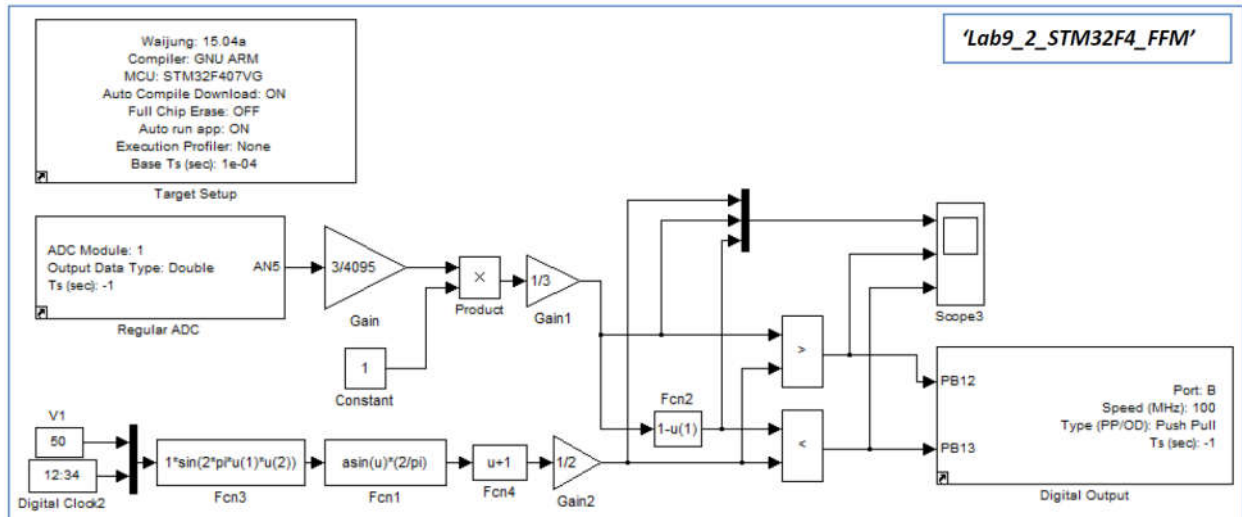 'Lab9_2_STM32F4_FFM'
Waijung: 15.04a
Compiler: GNU ARM
MCU: STM32F407VG
Auto Compile Download: ON
Full Chip Erase: OFF
Auto run app: ON
Execution Profiler: None
Base Ts (sec): 1e-04
Target Setup
ADC Module: 1
Output Data Type: Double
Ts (sec): -1
AN5
Regular ADC
3/4095
Gain
×
Product
1/3
Gain1
1
Constant
Scope3
>
<
Fcn2
1-u(1)
V1
50
12:34
Digital Clock2
1*sin(2*pi*u(1)*u(2))
Fcn3
asin(u)*(2/pi)
Fcn1
u+1
Fcn4
1/2
Gain2
PB12
PB13
Port: B
Speed (MHz): 100
Type (PP/OD): Push Pull
Ts (sec): -1
Digital Output